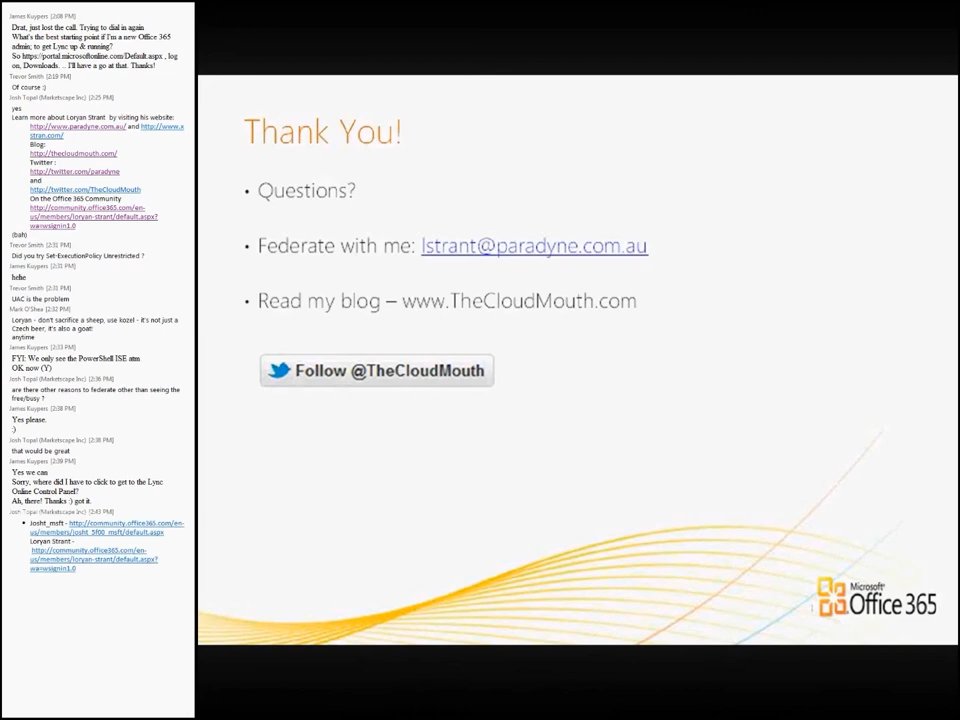 James Kuypers [2:08 PM]
Drat, just lost the call. Trying to dial in again
What's the best starting point if I'm a new Office 365
admin; to get Lync up & running?
So https://portal.microsoftonline.com/Default.aspx , log
on, Downloads. .. I'll have a go at that. Thanks!
Trevor Smith [2:19 PM]
Of course :)
Josh Topal (Marketscape Inc) [2:25 PM]
yes
Learn more about Loryan Strant by visiting his website:
http://www.paradyne.com.au/ and http://www.x
stran.com/
Blog:
http://thecloudmouth.com/
Twitter :
http://twitter.com/paradyne
and
http://twitter.com/TheCloudMouth
On the Office 365 Community
http://community.office365.com/en-
us/members/loryan-strant/default.aspx?
wa=wsignin1.0
(bah)
Trevor Smith [2:31 PM]
Did you try Set-ExecutionPolicy Unrestricted ?
James Kuypers [2:31 PM]
hehe
Trevor Smith [2:31 PM]
UAC is the problem
Mark O'Shea [2:32 PM]
Loryan - don't sacrifice a sheep, use kozel - it's not just a
Czech beer, it's also a goat!
anytime
James Kuypers [2:33 PM]
FYI: We only see the PowerShell ISE atm
OK now (Y)
Josh Topal (Marketscape Inc) [2:36 PM]
are there other reasons to federate other than seeing the
free/busy ?
James Kuypers [2:38 PM]
Yes please.
:)
Josh Topal (Marketscape Inc) [2:38 PM]
that would be great
James Kuypers [2:39 PM]
Yes we can
Sorry, where did I have to click to get to the Lync
Online Control Panel?
Ah, there! Thanks :) got it.
Josh Topal (Marketscape Inc) [2:43 PM]
• Josht_msft - http://community.office365.com/en-
us/members/josht_5f00_msft/default.aspx
Loryan Strant -
http://community.office365.com/en-
us/members/loryan-strant/default.aspx?
wa=wsignin1.0
Thank You!
• Questions?
• Federate with me: lstrant@paradyne.com.au
• Read my blog – www.TheCloudMouth.com
Follow @TheCloudMouth
Microsoft®
Office 365